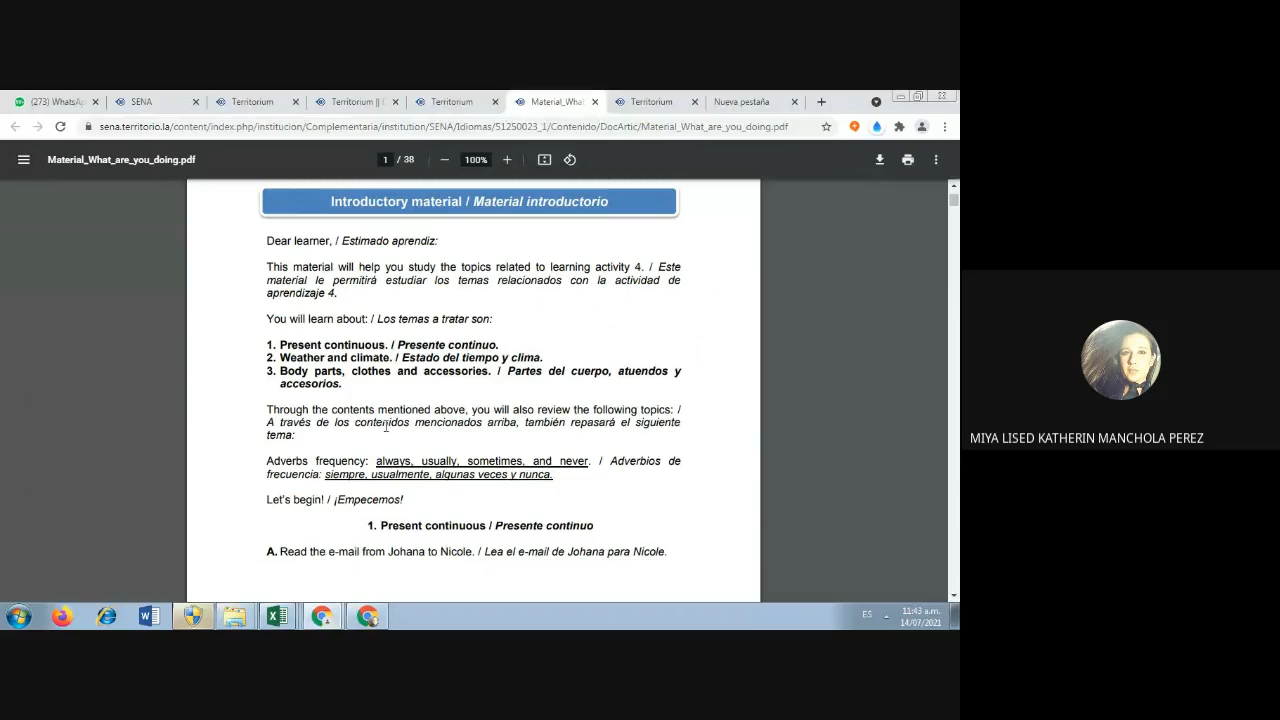 (273) WhatsAp
SENA
Territorium
Territorium || D
Territorium
Material_What
Territorium
Nueva pestaña
sena.territorio.la/content/index.php/institucion/Complementaria/institution/SENA/Idiomas/51250023_1/Contenido/DocArtic/Material_What_are_you_doing.pdf
Material_What_are_you_doing.pdf
1 / 38
100%
Introductory material / Material introductorio
Dear learner, / Estimado aprendiz:
This material will help you study the topics related to learning activity 4. / Este
material le permitirá estudiar los temas relacionados con la actividad de
aprendizaje 4.
You will learn about: / Los temas a tratar son:
1. Present continuous. / Presente continuo.
2. Weather and climate. / Estado del tiempo y clima.
3. Body parts, clothes and accessories. / Partes del cuerpo, atuendos y
accesorios.
Through the contents mentioned above, you will also review the following topics: /
A través de los contenidos mencionados arriba, también repasará el siguiente
tema:
Adverbs frequency: always, usually, sometimes, and never. / Adverbios de
frecuencia: siempre, usualmente, algunas veces y nunca.
Let's begin! / ¡Empecemos!
1. Present continuous / Presente continuo
A. Read the e-mail from Johana to Nicole. / Lea el e-mail de Johana para Nicole.
MIYA LISED KATHERIN MANCHOLA PEREZ
ES
11:43 a.m.
14/07/2021